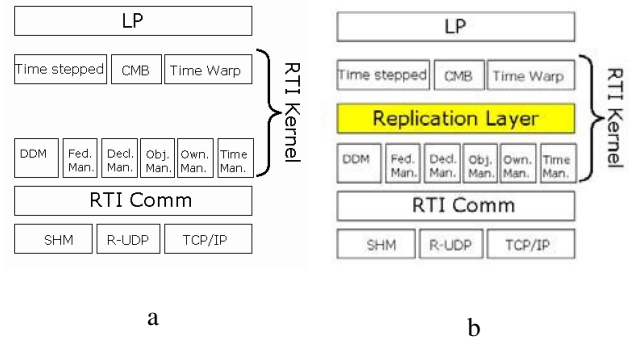 LP
Time stepped CMB Time Warp
RTI Kernel
DDM Fed. Man. Decl. Man. Obj. Man. Own. Man. Time Man.
RTI Comm
SHM R-UDP TCP/IP
a
LP
Time stepped CMB Time Warp
Replication Layer
RTI Kernel
DDM Fed. Man. Decl. Man. Obj. Man. Own. Man. Time Man.
RTI Comm
SHM R-UDP TCP/IP
b